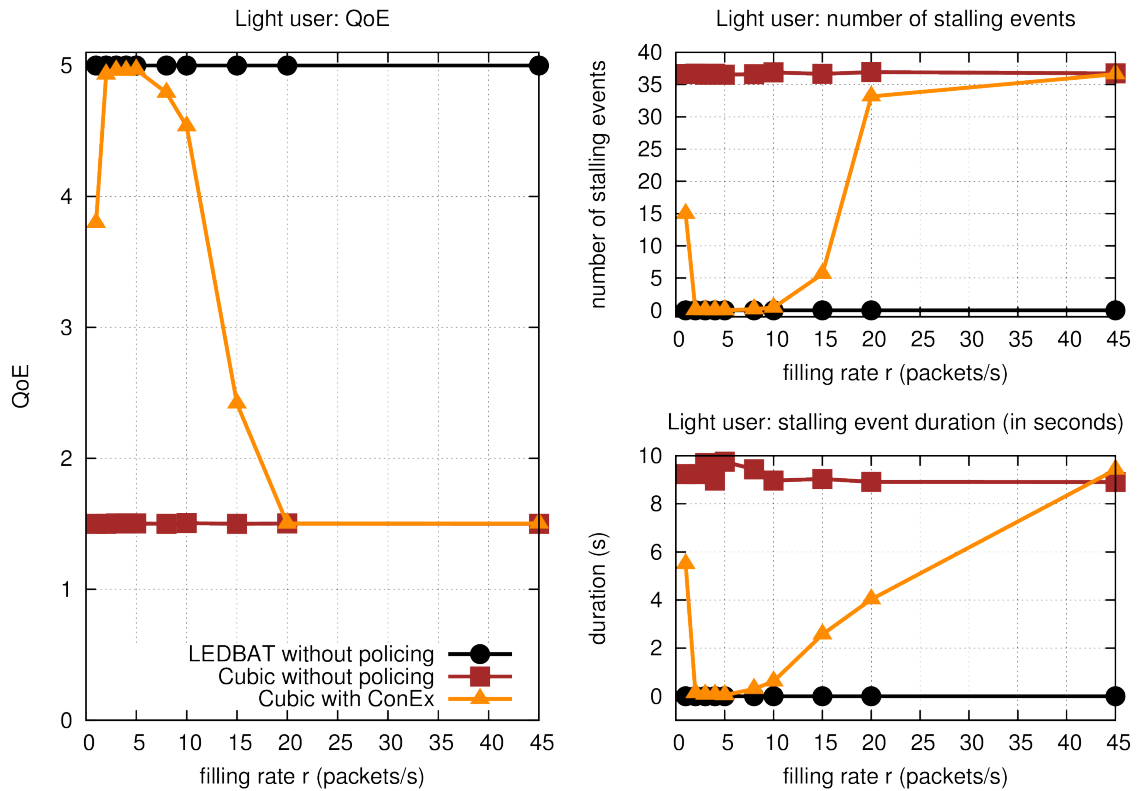 Light user: QoE
QoE
5
4
3
2
1
0
0 5 10 15 20 25 30 35 40 45
filling rate r (packets/s)
LEDBAT without policing
Cubic without policing
Cubic with ConEx
Light user: number of stalling events
number of stalling events
40
35
30
25
20
15
10
5
0
0 5 10 15 20 25 30 35 40 45
filling rate r (packets/s)
Light user: stalling event duration (in seconds)
duration (s)
10
8
6
4
2
0
0 5 10 15 20 25 30 35 40 45
filling rate r (packets/s)